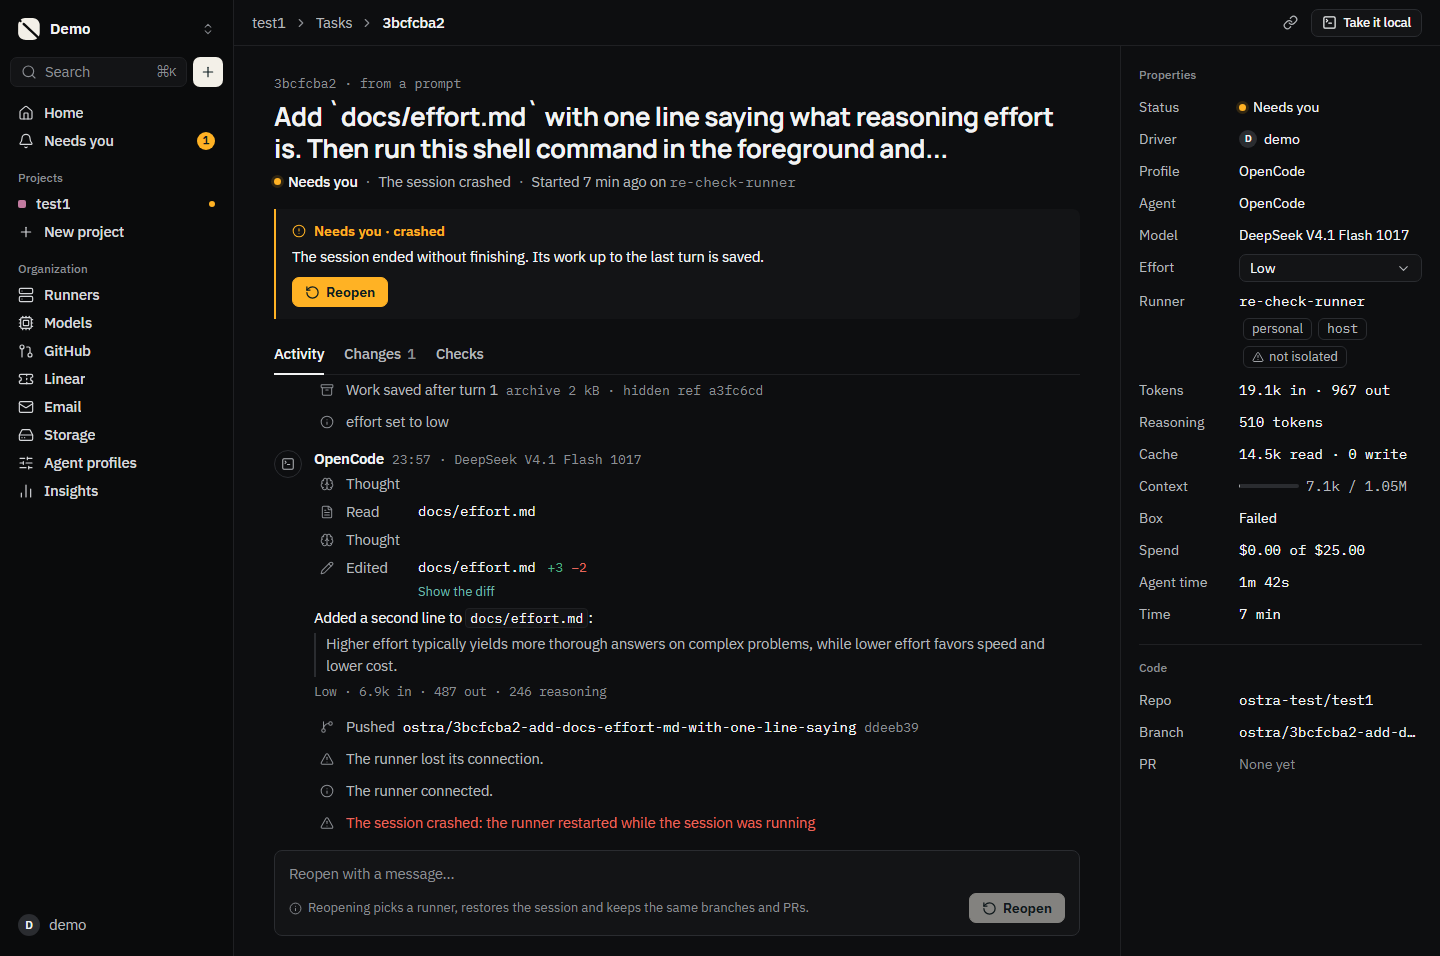 Demo
Search ⌘K
Home
Needs you 1
Projects
test1
New project
Organization
Runners
Models
GitHub
Linear
Email
Storage
Agent profiles
Insights
D demo
test1 > Tasks > 3bcfcba2
Take it local
3bcfcba2 · from a prompt
Add `docs/effort.md` with one line saying what reasoning effort
is. Then run this shell command in the foreground and...
Needs you · The session crashed · Started 7 min ago on re-check-runner
Needs you · crashed
The session ended without finishing. Its work up to the last turn is saved.
Reopen
Activity Changes 1 Checks
Work saved after turn 1 archive 2 kB · hidden ref a3fc6cd
effort set to low
OpenCode 23:57 · DeepSeek V4.1 Flash 1017
Thought
Read docs/effort.md
Thought
Edited docs/effort.md +3 −2
Show the diff
Added a second line to docs/effort.md :
Higher effort typically yields more thorough answers on complex problems, while lower effort favors speed and
lower cost.
Low · 6.9k in · 487 out · 246 reasoning
Pushed ostra/3bcfcba2-add-docs-effort-md-with-one-line-saying ddeeb39
The runner lost its connection.
The runner connected.
The session crashed: the runner restarted while the session was running
Reopen with a message...
Reopening picks a runner, restores the session and keeps the same branches and PRs.
Reopen
Properties
Status Needs you
Driver D demo
Profile OpenCode
Agent OpenCode
Model DeepSeek V4.1 Flash 1017
Effort Low
Runner re-check-runner
personal host
not isolated
Tokens 19.1k in · 967 out
Reasoning 510 tokens
Cache 14.5k read · 0 write
Context 7.1k / 1.05M
Box Failed
Spend $0.00 of $25.00
Agent time 1m 42s
Time 7 min
Code
Repo ostra-test/test1
Branch ostra/3bcfcba2-add-d…
PR None yet